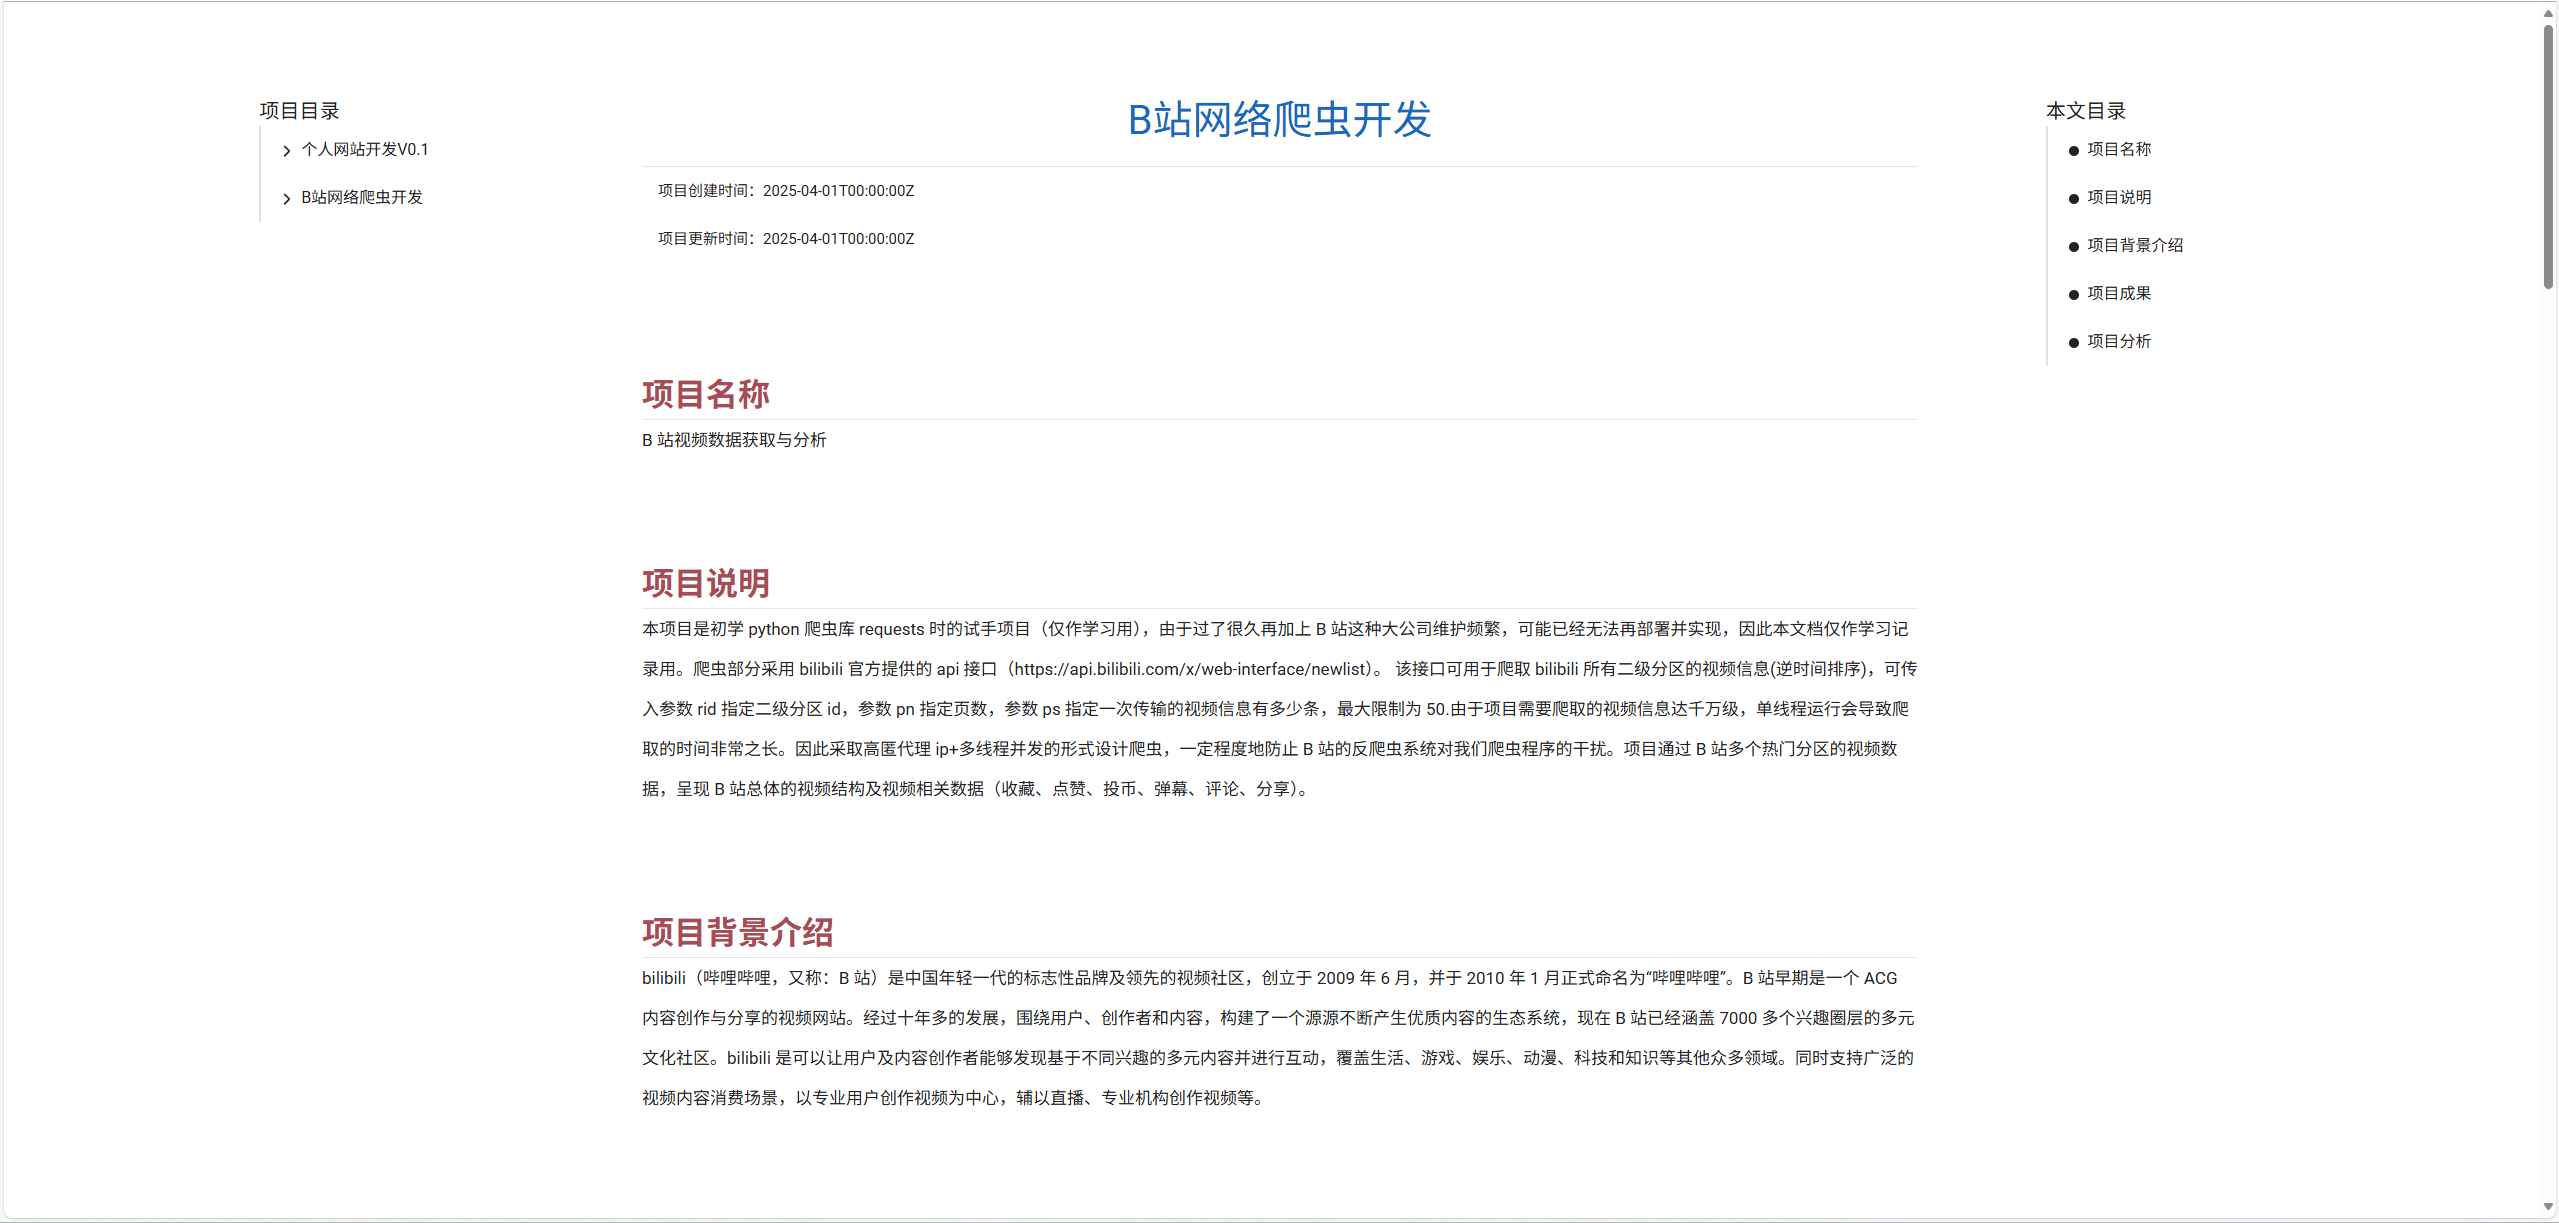 项目目录
个人网站开发V0.1
B站网络爬虫开发
B站网络爬虫开发
项目创建时间：2025-04-01T00:00:00Z
项目更新时间：2025-04-01T00:00:00Z
项目名称
B 站视频数据获取与分析
项目说明
本项目是初学 python 爬虫库 requests 时的试手项目（仅作学习用），由于过了很久再加上 B 站这种大公司维护频繁，可能已经无法再部署并实现，因此本文档仅作学习记
录用。爬虫部分采用 bilibili 官方提供的 api 接口（https://api.bilibili.com/x/web-interface/newlist）。 该接口可用于爬取 bilibili 所有二级分区的视频信息(逆时间排序)，可传
入参数 rid 指定二级分区 id，参数 pn 指定页数，参数 ps 指定一次传输的视频信息有多少条，最大限制为 50.由于项目需要爬取的视频信息达千万级，单线程运行会导致爬
取的时间非常之长。因此采取高匿代理 ip+多线程并发的形式设计爬虫，一定程度地防止 B 站的反爬虫系统对我们爬虫程序的干扰。项目通过 B 站多个热门分区的视频数
据，呈现 B 站总体的视频结构及视频相关数据（收藏、点赞、投币、弹幕、评论、分享）。
项目背景介绍
bilibili（哔哩哔哩，又称：B 站）是中国年轻一代的标志性品牌及领先的视频社区，创立于 2009 年 6 月，并于 2010 年 1 月正式命名为“哔哩哔哩”。B 站早期是一个 ACG
内容创作与分享的视频网站。经过十年多的发展，围绕用户、创作者和内容，构建了一个源源不断产生优质内容的生态系统，现在 B 站已经涵盖 7000 多个兴趣圈层的多元
文化社区。bilibili 是可以让用户及内容创作者能够发现基于不同兴趣的多元内容并进行互动，覆盖生活、游戏、娱乐、动漫、科技和知识等其他众多领域。同时支持广泛的
视频内容消费场景，以专业用户创作视频为中心，辅以直播、专业机构创作视频等。
本文目录
项目名称
项目说明
项目背景介绍
项目成果
项目分析